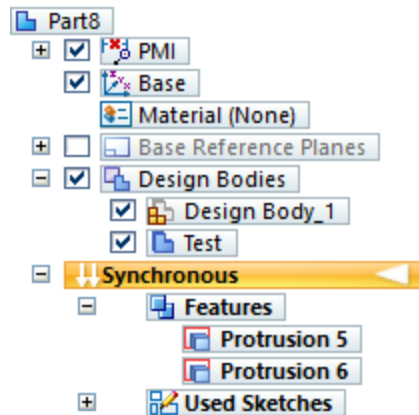 Part8
PMI
Base
Material (None)
Base Reference Planes
Design Bodies
Design Body_1
Test
Synchronous
Features
Protrusion 5
Protrusion 6
Used Sketches